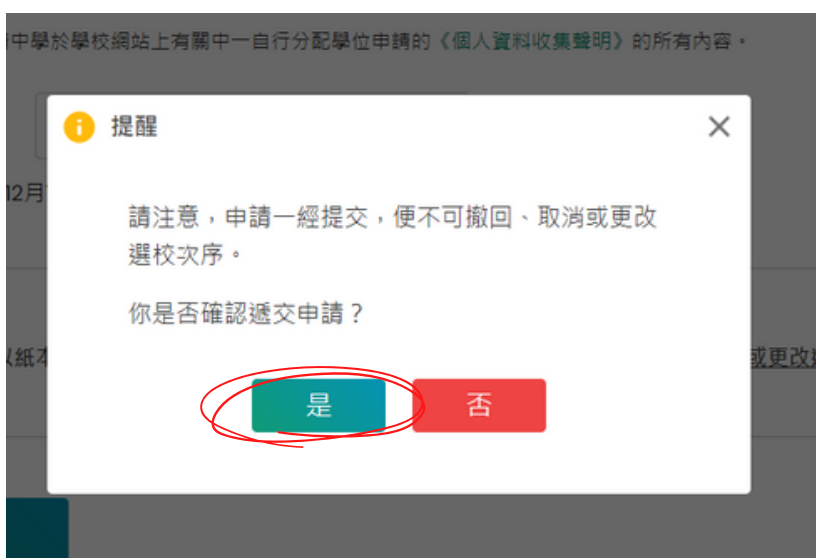 中學於學校網站上有關中一自行分配學位申請的《個人資料收集聲明》的所有內容。
提醒
12月
請注意，申請一經提交，便不可撤回、取消或更改
選校次序。
你是否確認遞交申請？
以紙本
或更改
是
否